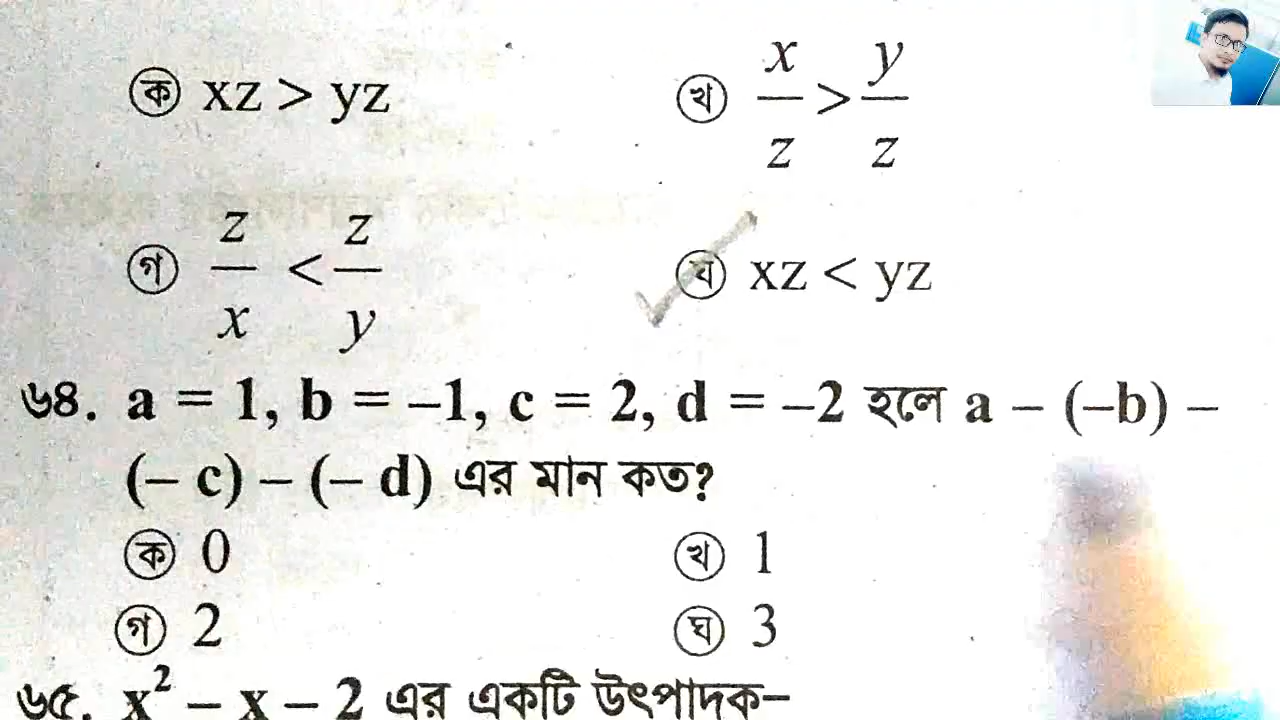 ক xz > yz খ x/z > y/z
গ z/x < z/y ঘ xz < yz
৬৪. a = 1, b = –1, c = 2, d = –2 হলে a – (–b) –
(– c) – (– d) এর মান কত?
ক 0 খ 1
গ 2 ঘ 3
৬৫. x² – x – 2 এর একটি উৎপাদক–